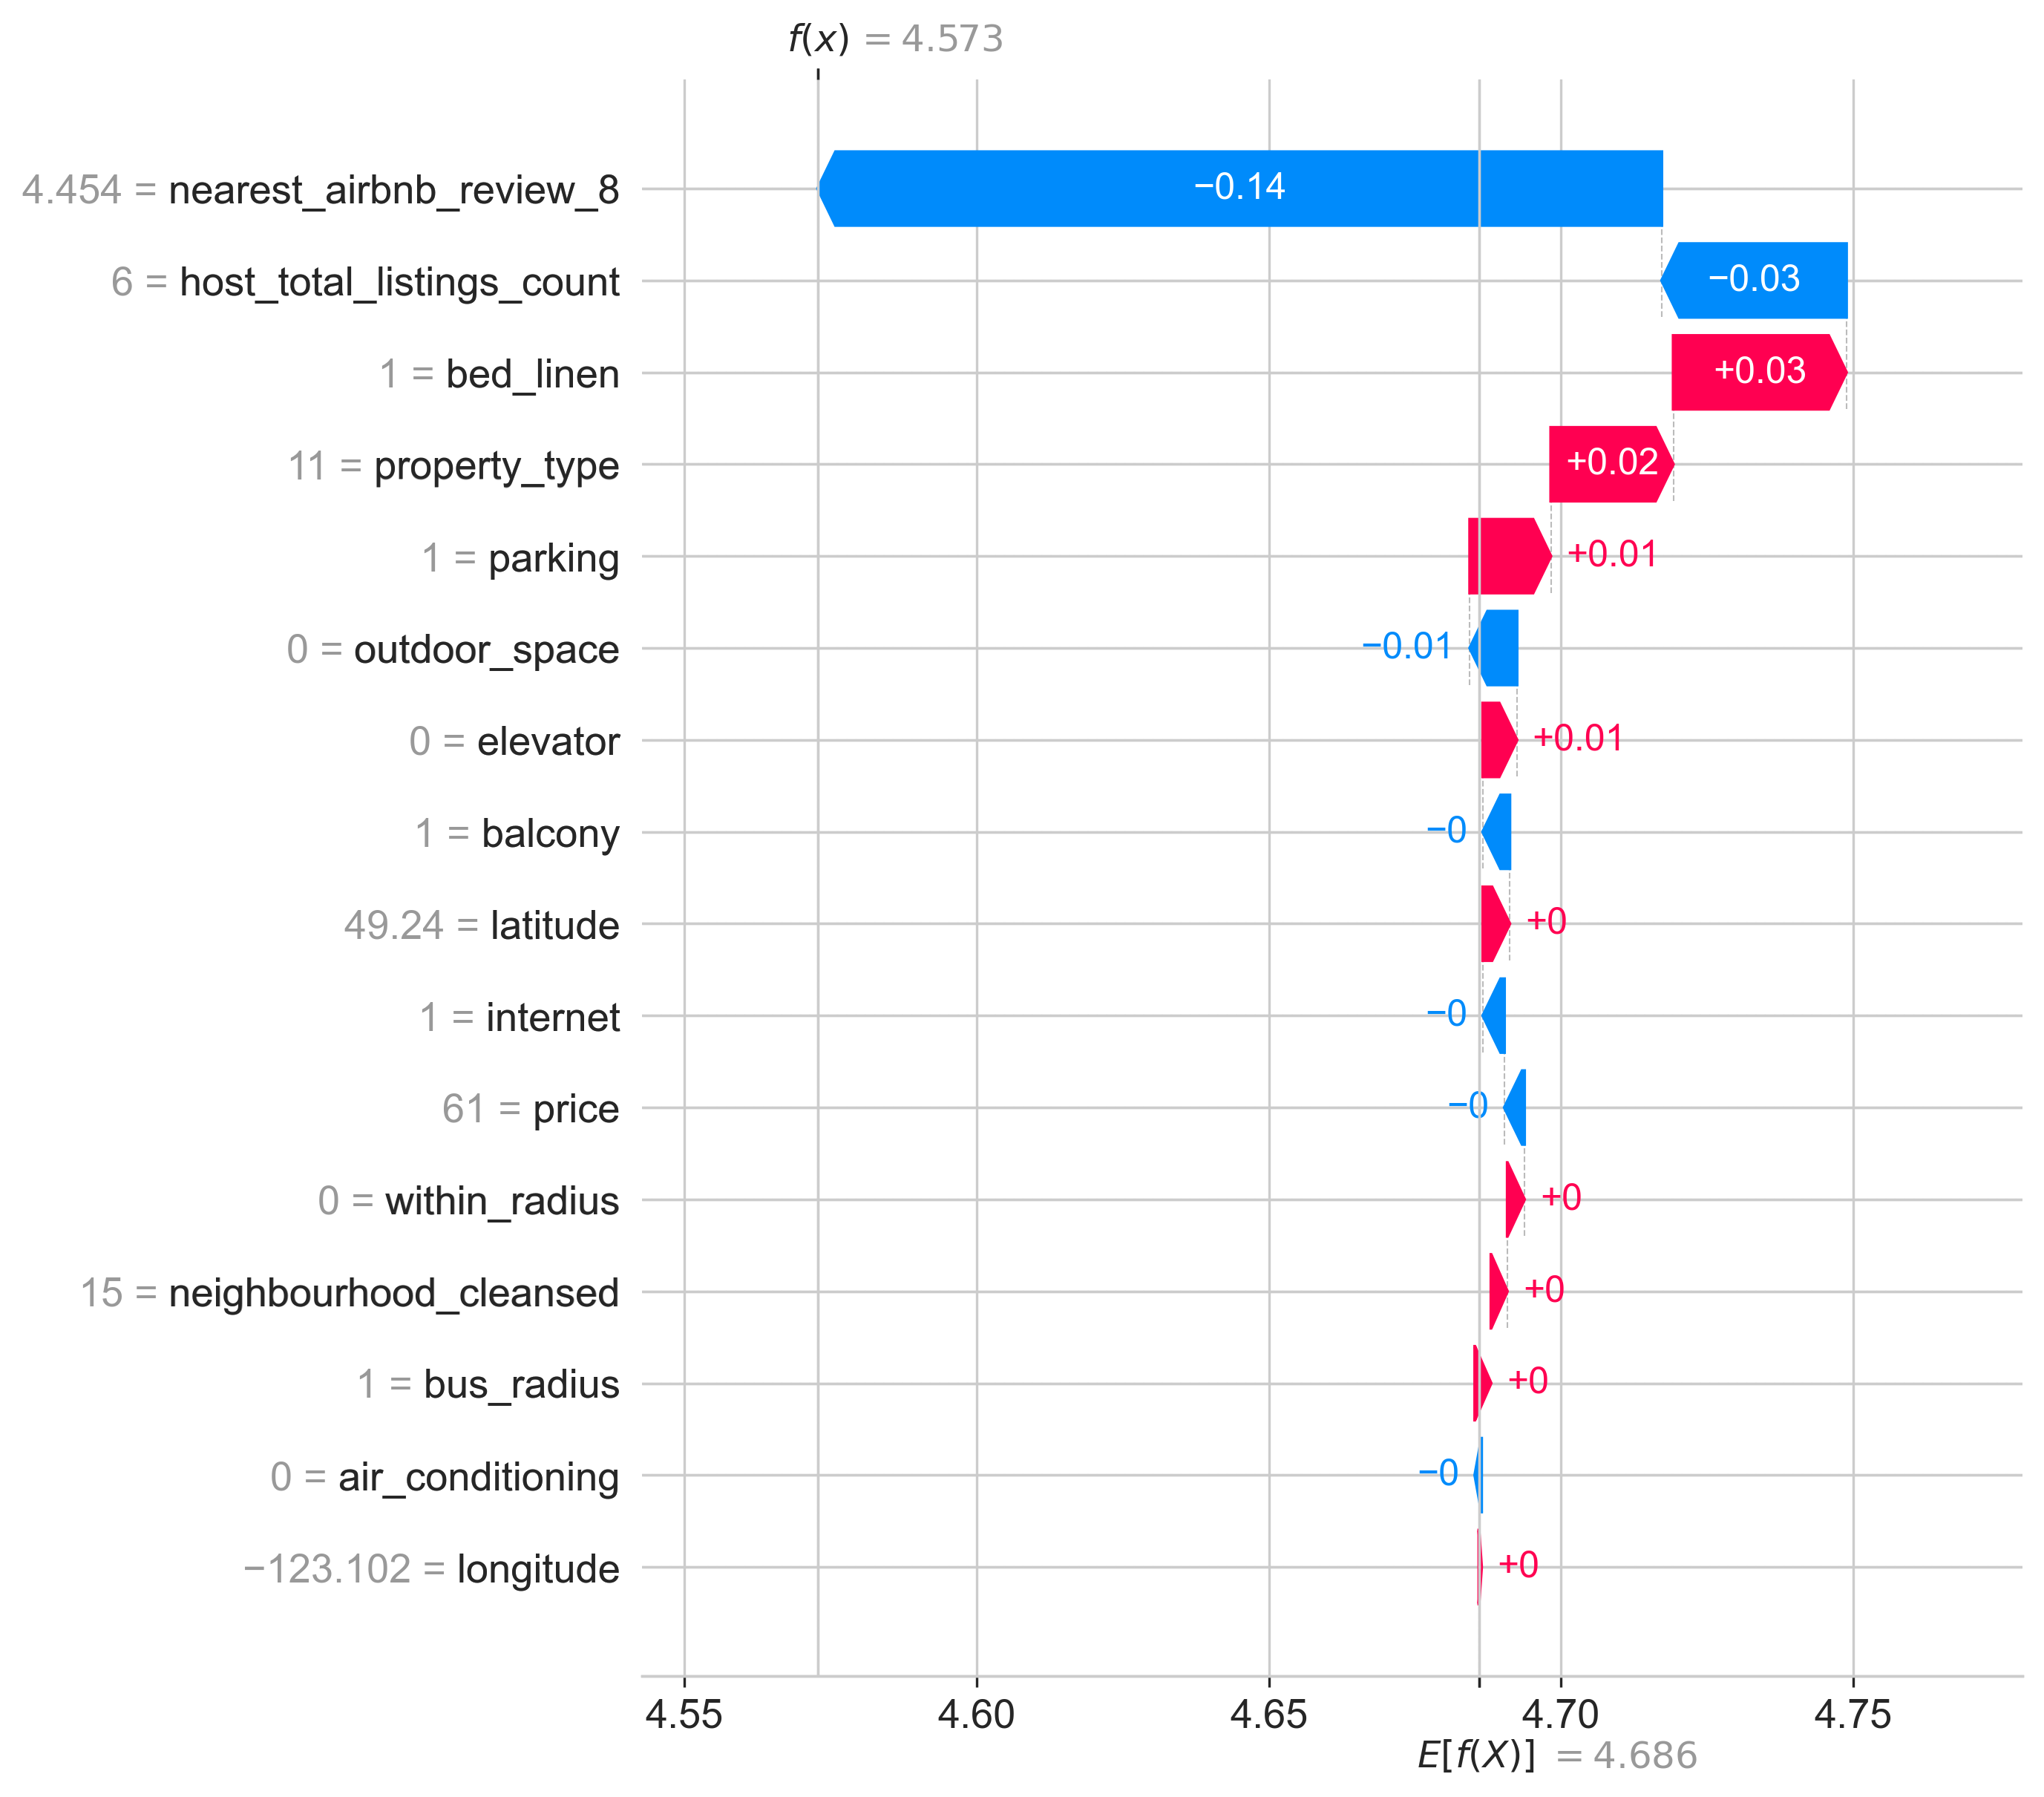 f(x) = 4.573
4.454 = nearest_airbnb_review_8 −0.14
6 = host_total_listings_count −0.03
1 = bed_linen +0.03
11 = property_type +0.02
1 = parking +0.01
0 = outdoor_space −0.01
0 = elevator +0.01
1 = balcony −0
49.24 = latitude +0
1 = internet −0
61 = price −0
0 = within_radius +0
15 = neighbourhood_cleansed +0
1 = bus_radius +0
0 = air_conditioning −0
−123.102 = longitude +0
4.55 4.60 4.65 4.70 4.75
E[f(X)] = 4.686